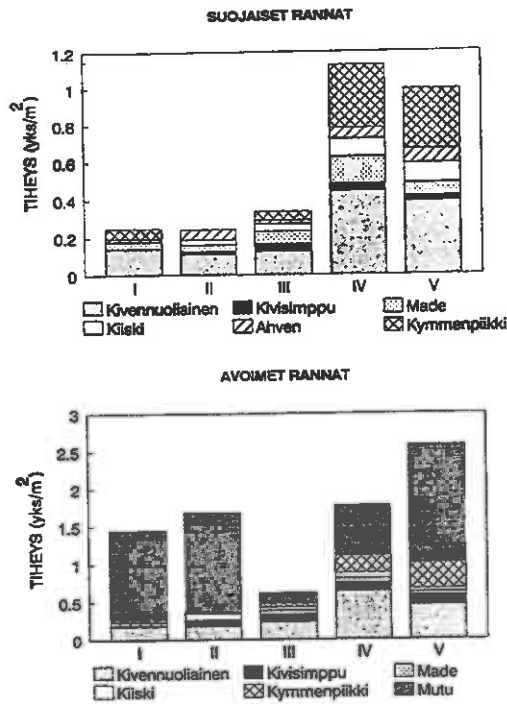 SUOJAISET RANNAT
TIHEYS (yks/m²)
1.2
1
0.8
0.6
0.4
0.2
0
I II III IV V
Kivennuoliainen Kivisimppu Made
Kiiski Ahven Kymmenpiikki
AVOIMET RANNAT
TIHEYS (yks/m²)
3
2.5
2
1.5
1
0.5
0
I II III IV V
Kivennuoliainen Kivisimppu Made
Kiiski Kymmenpiikki Mutu